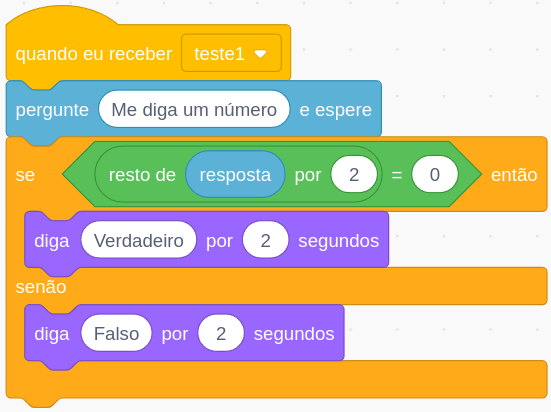 quando eu receber teste1
pergunte Me diga um número e espere
se resto de resposta por 2 = 0 então
diga Verdadeiro por 2 segundos
senão
diga Falso por 2 segundos